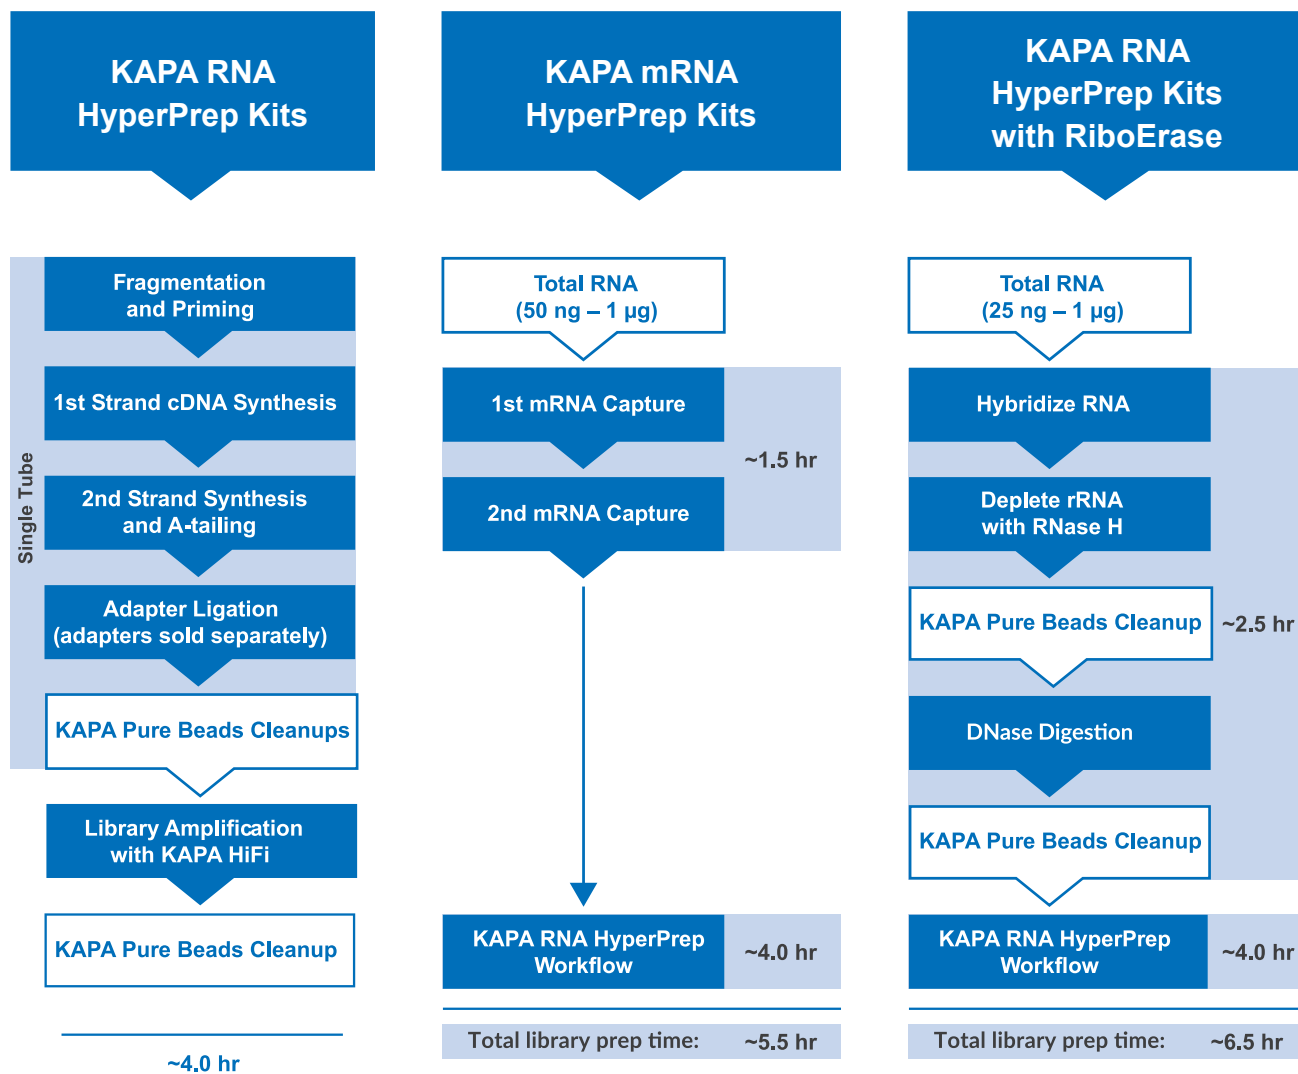 KAPA RNA
HyperPrep Kits
Single Tube
Fragmentation
and Priming
1st Strand cDNA Synthesis
2nd Strand Synthesis
and A-tailing
Adapter Ligation
(adapters sold separately)
KAPA Pure Beads Cleanups
Library Amplification
with KAPA HiFi
KAPA Pure Beads Cleanup
~4.0 hr
KAPA mRNA
HyperPrep Kits
Total RNA
(50 ng – 1 µg)
1st mRNA Capture
~1.5 hr
2nd mRNA Capture
KAPA RNA HyperPrep
Workflow
~4.0 hr
Total library prep time: ~5.5 hr
KAPA RNA
HyperPrep Kits
with RiboErase
Total RNA
(25 ng – 1 µg)
Hybridize RNA
Deplete rRNA
with RNase H
KAPA Pure Beads Cleanup
~2.5 hr
DNase Digestion
KAPA Pure Beads Cleanup
KAPA RNA HyperPrep
Workflow
~4.0 hr
Total library prep time: ~6.5 hr